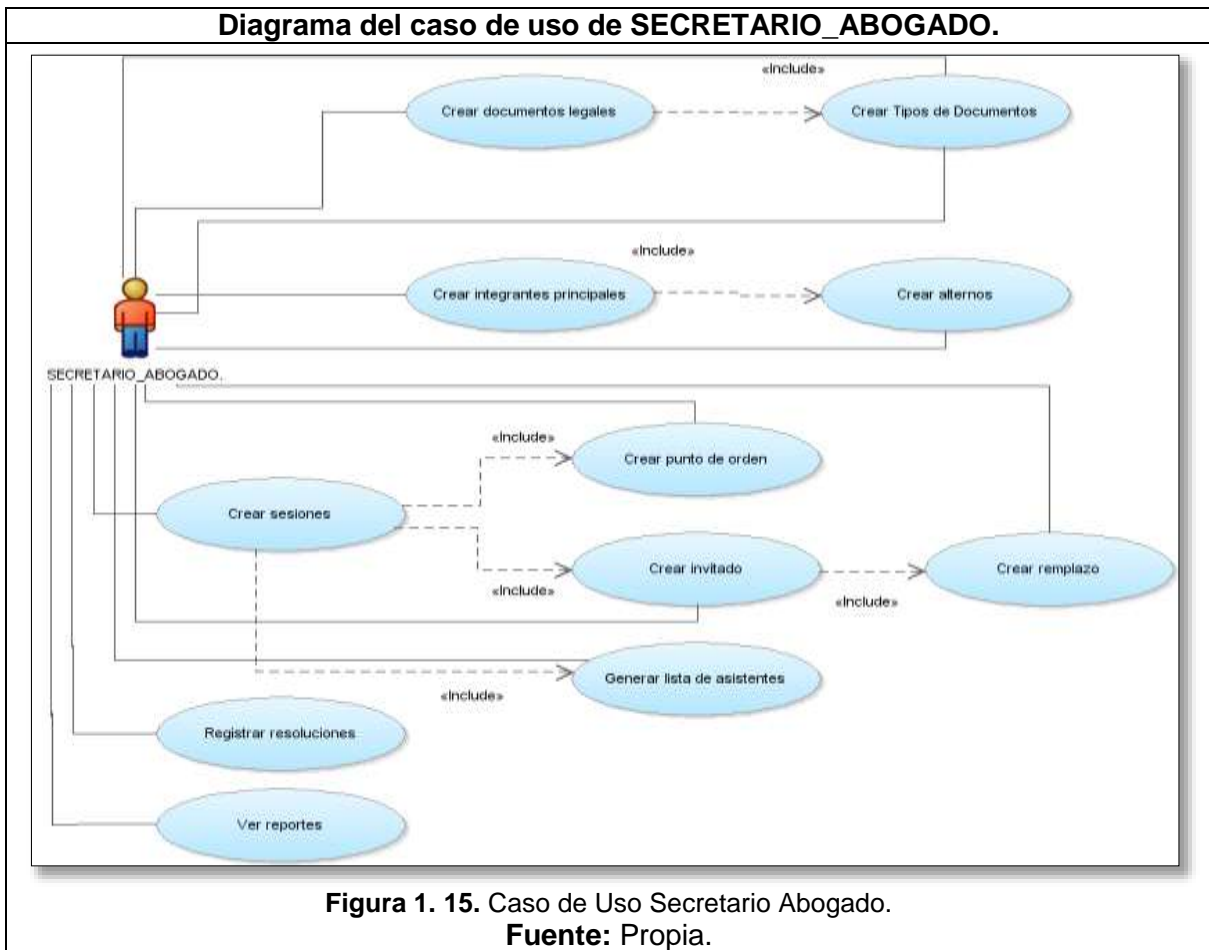 Diagrama del caso de uso de SECRETARIO_ABOGADO.
«Include»
Crear documentos legales
Crear Tipos de Documentos
«Include»
Crear integrantes principales
Crear alternos
SECRETARIO_ABOGADO.
«Include»
Crear punto de orden
Crear sesiones
Crear invitado
Crear remplazo
«Include»
«Include»
Generar lista de asistentes
«Include»
Registrar resoluciones
Ver reportes
Figura 1. 15. Caso de Uso Secretario Abogado.
Fuente: Propia.